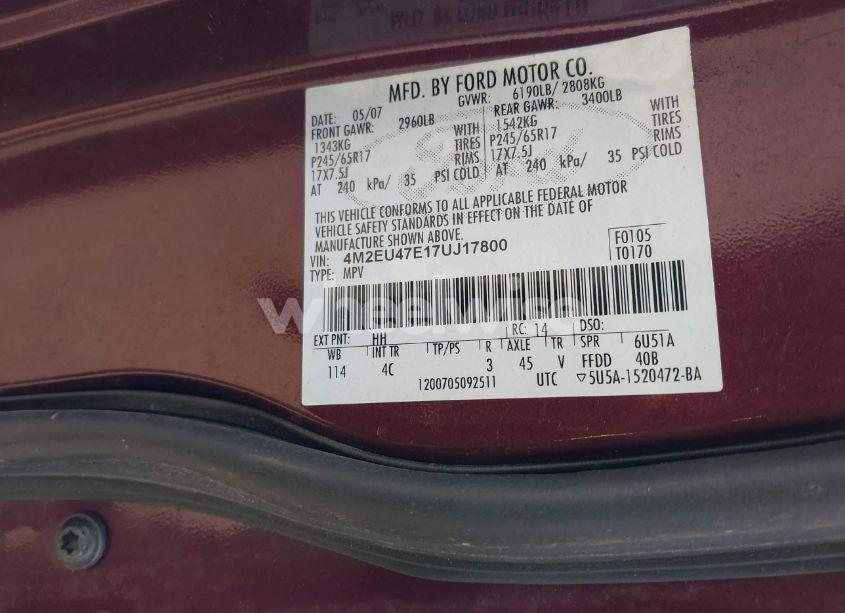 MFD. BY FORD MOTOR CO.
DATE: 05/07 GVWR: 6190LB/ 2808KG
FRONT GAWR: 2960LB REAR GAWR: 3400LB
1343KG WITH 1542KG WITH
P245/65R17 TIRES P245/65R17 TIRES
17X7.5J RIMS 17X7.5J RIMS
AT 240 kPa/ 35 PSI COLD AT 240 kPa/ 35 PSI COLD
THIS VEHICLE CONFORMS TO ALL APPLICABLE FEDERAL MOTOR
VEHICLE SAFETY STANDARDS IN EFFECT ON THE DATE OF
MANUFACTURE SHOWN ABOVE.
VIN: 4M2EU47E17UJ17800 F0105
TYPE: MPV T0170
wheelwise
EXT PNT: HH RC: 14 DSO:
WB INT TR TP/PS R AXLE TR SPR 6U51A
114 4C 3 45 V FFDD 40B
1200705092511 UTC ▽5U5A-1520472-BA